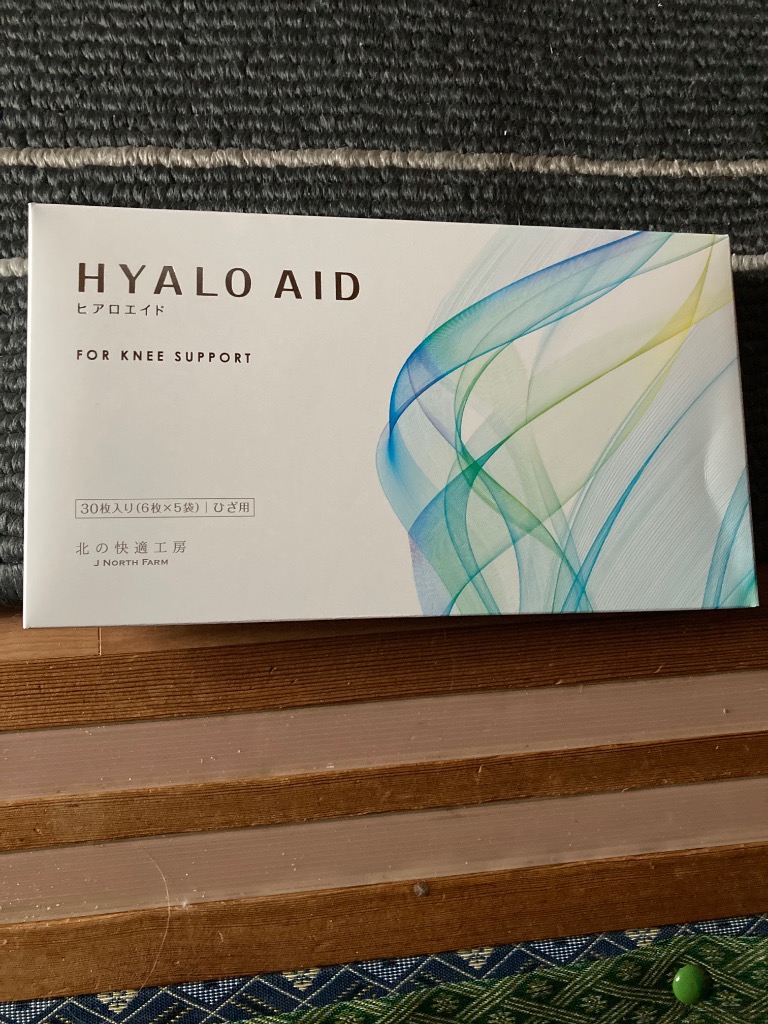 HYALO AID
ヒアロエイド
FOR KNEE SUPPORT
30枚入り(6枚×5袋)|ひざ用
北の快適工房
J NORTH FARM